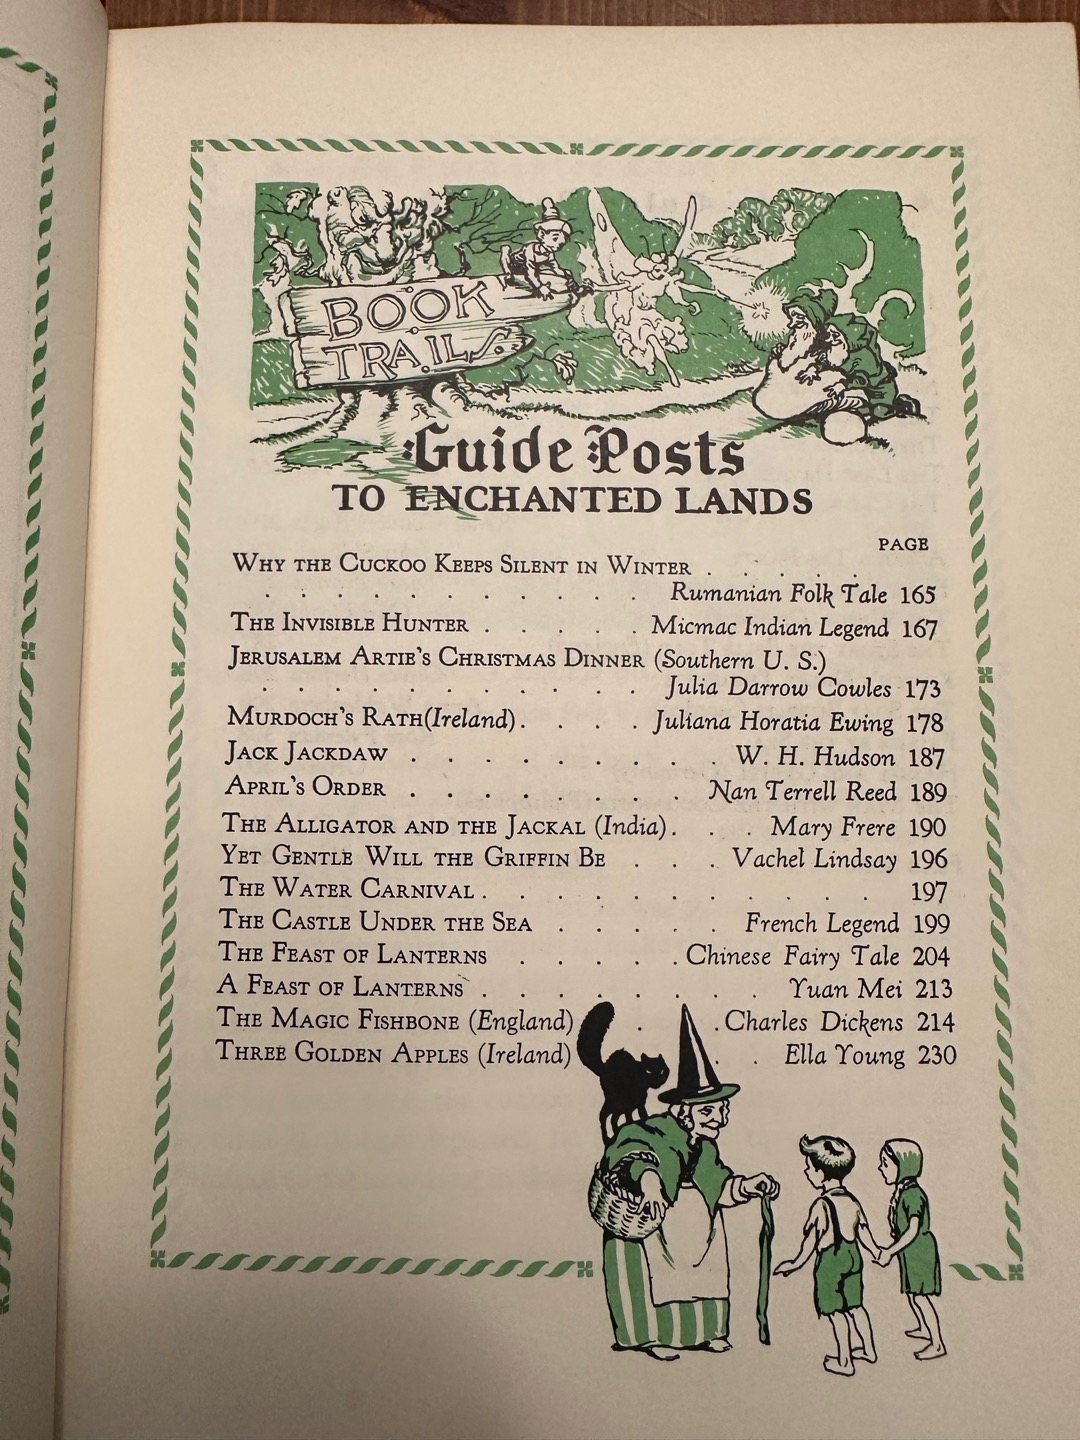 BOOK
TRAILS
Guide Posts
TO ENCHANTED LANDS
PAGE
WHY THE CUCKOO KEEPS SILENT IN WINTER . . . . .
. . . . . . . . . . . Rumanian Folk Tale 165
THE INVISIBLE HUNTER . . . . . Micmac Indian Legend 167
JERUSALEM ARTIE'S CHRISTMAS DINNER (Southern U. S.)
. . . . . . . . . . . Julia Darrow Cowles 173
MURDOCH'S RATH(Ireland). . . . . Juliana Horatia Ewing 178
JACK JACKDAW . . . . . . . . . W. H. Hudson 187
APRIL'S ORDER . . . . . . . . Nan Terrell Reed 189
THE ALLIGATOR AND THE JACKAL (India). . . Mary Frere 190
YET GENTLE WILL THE GRIFFIN BE . . . Vachel Lindsay 196
THE WATER CARNIVAL . . . . . . . . . . . 197
THE CASTLE UNDER THE SEA . . . . . French Legend 199
THE FEAST OF LANTERNS . . . . . Chinese Fairy Tale 204
A FEAST OF LANTERNS . . . . . . . . Yuan Mei 213
THE MAGIC FISHBONE (England) . . . Charles Dickens 214
THREE GOLDEN APPLES (Ireland) . . Ella Young 230